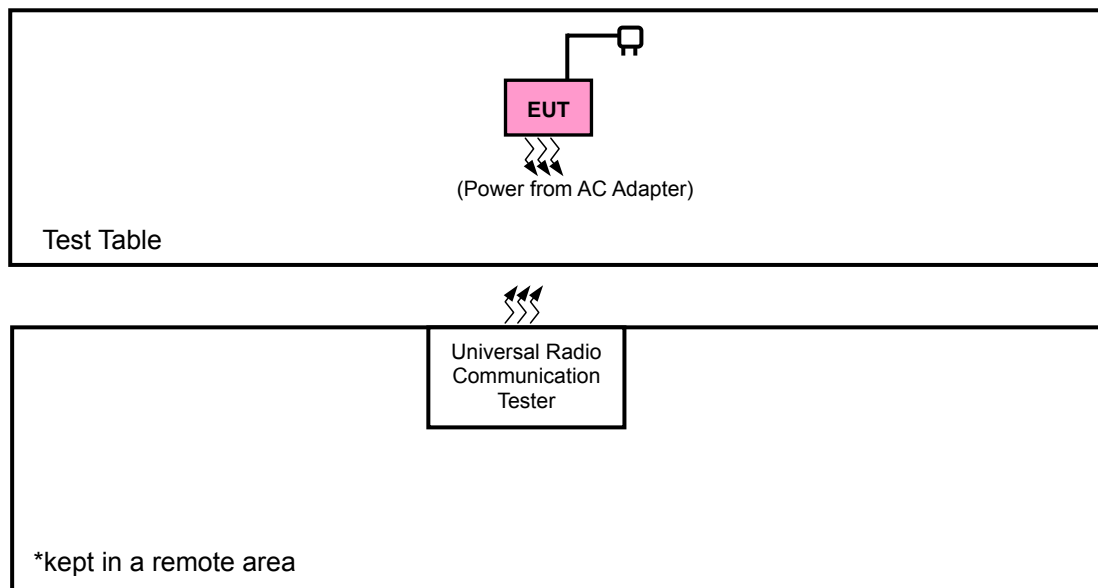 EUT
(Power from AC Adapter)
Test Table
Universal Radio
Communication
Tester
*kept in a remote area